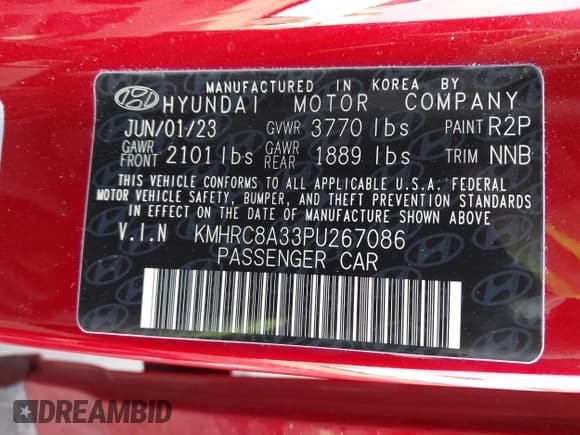 MANUFACTURED IN KOREA BY
HYUNDAI MOTOR COMPANY
JUN/01/23 GVWR 3770 lbs PAINT R2P
GAWR FRONT 2101 lbs GAWR REAR 1889 lbs TRIM NNB
THIS VEHICLE CONFORMS TO ALL APPLICABLE U.S.A. FEDERAL
MOTOR VEHICLE SAFETY, BUMPER, AND THEFT PREVENTION STANDARDS
IN EFFECT ON THE DATE OF MANUFACTURE SHOWN ABOVE.
V.I.N KMHRC8A33PU267086
PASSENGER CAR
DREAMBID